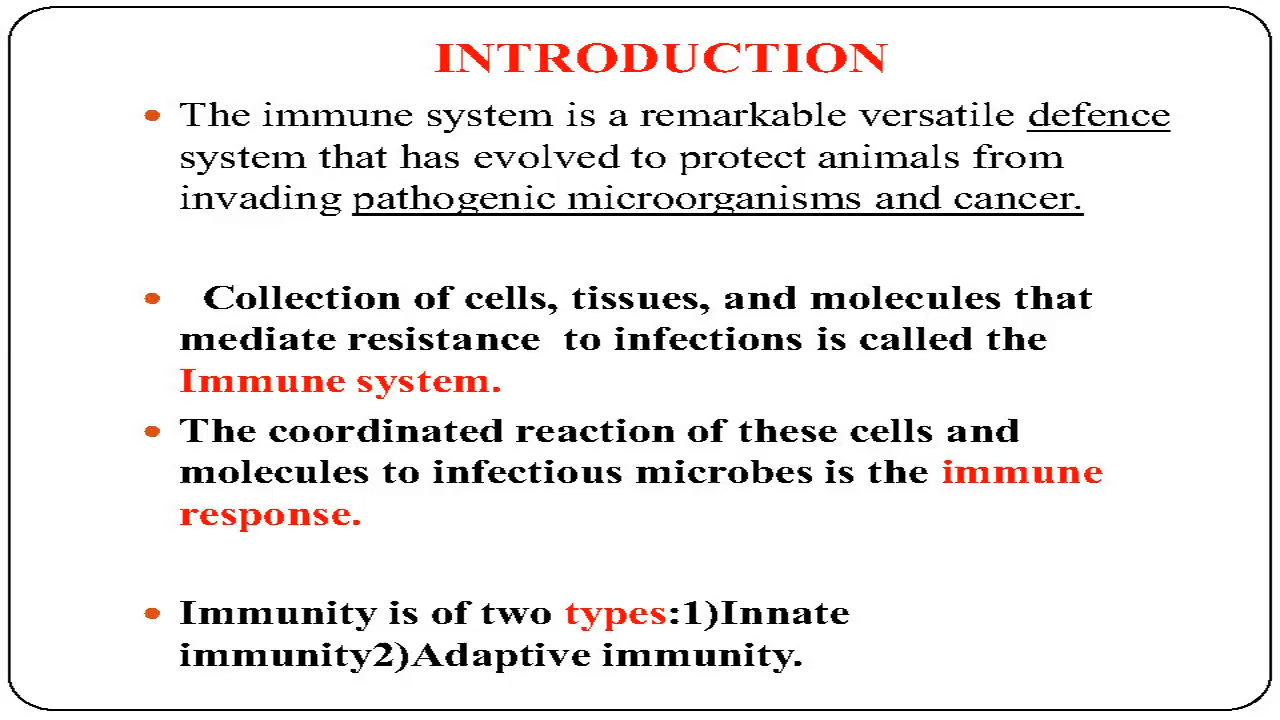 INTRODUCTION
• The immune system is a remarkable versatile defence
system that has evolved to protect animals from
invading pathogenic microorganisms and cancer.
• Collection of cells, tissues, and molecules that
mediate resistance to infections is called the
Immune system.
• The coordinated reaction of these cells and
molecules to infectious microbes is the immune
response.
• Immunity is of two types:1)Innate
immunity2)Adaptive immunity.